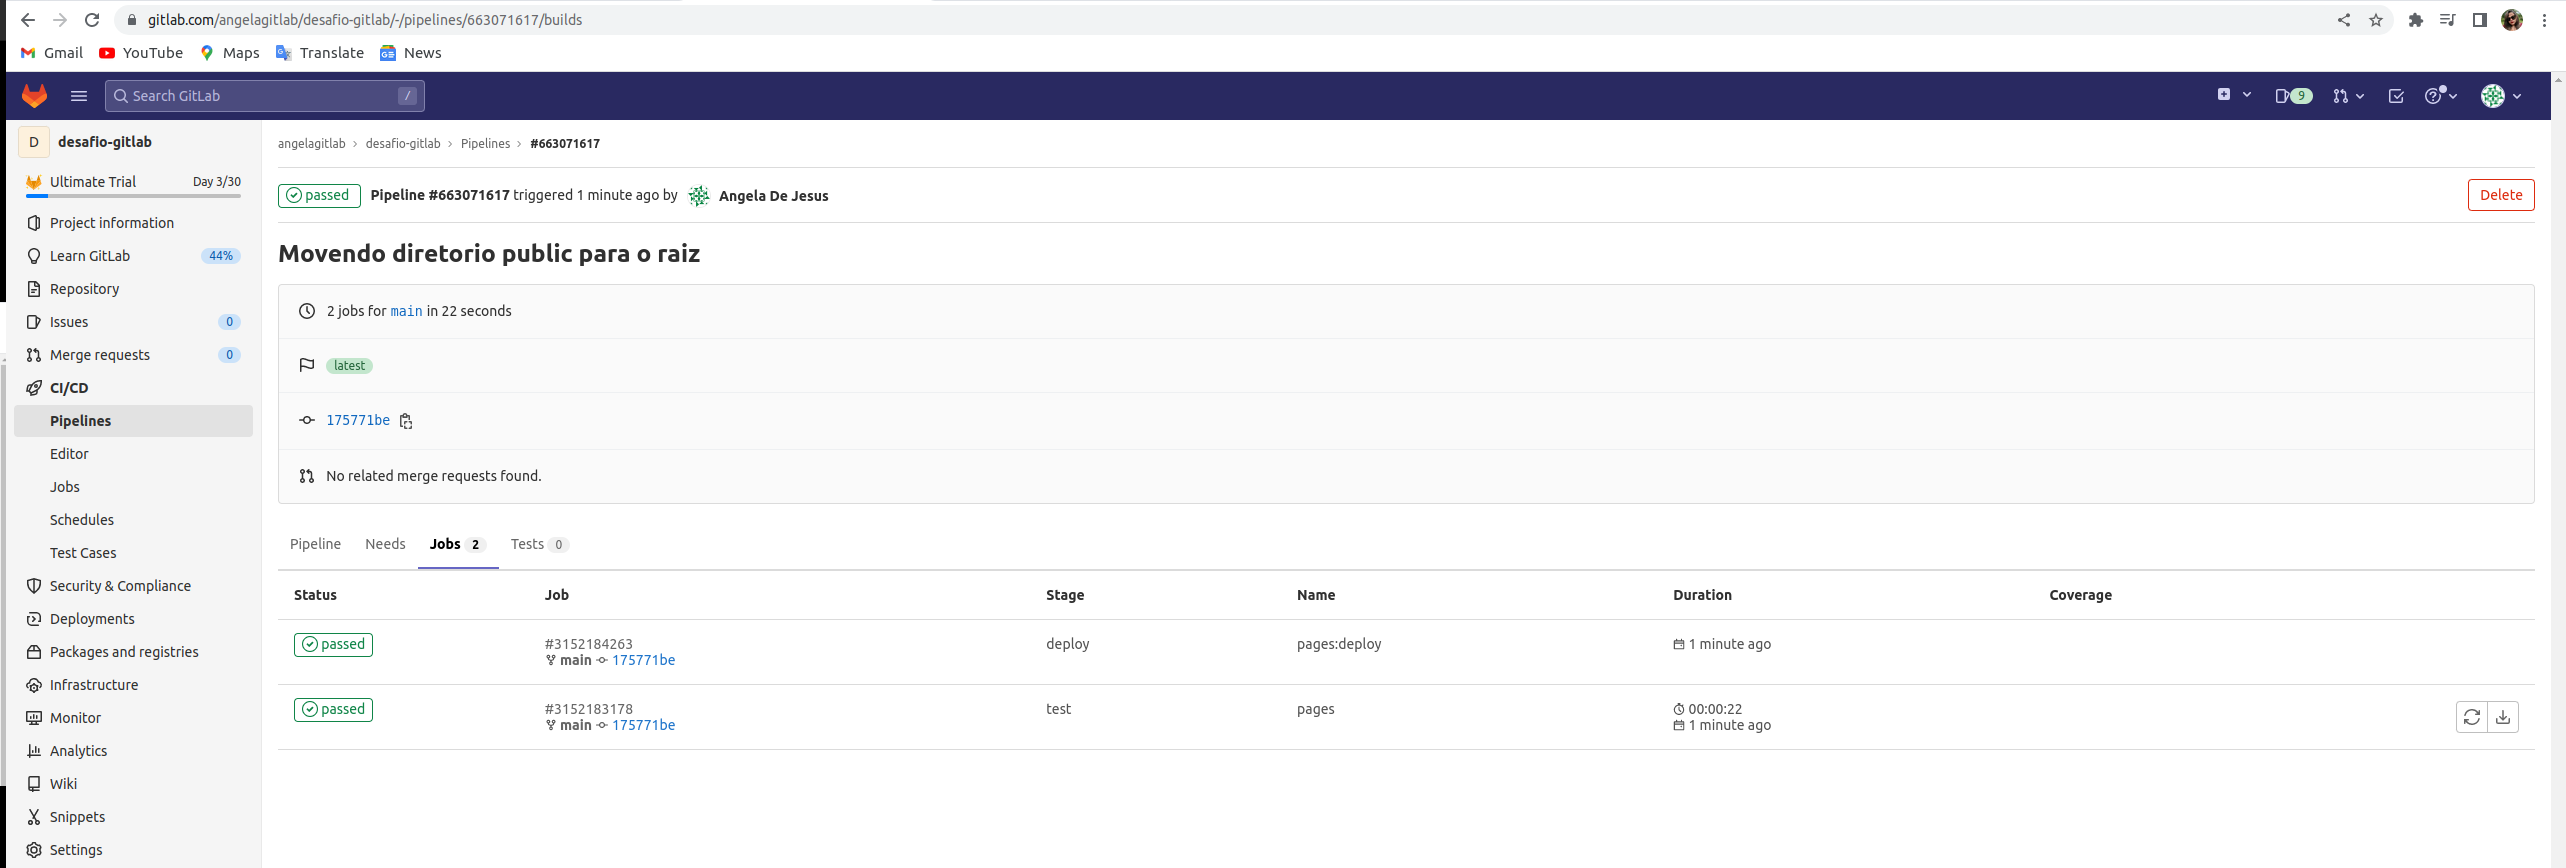 gitlab.com/angelagitlab/desafio-gitlab/-/pipelines/663071617/builds
Gmail YouTube Maps Translate News
Search GitLab /
9
D desafio-gitlab
Ultimate Trial Day 3/30
Project information
Learn GitLab 44%
Repository
Issues 0
Merge requests 0
CI/CD
Pipelines
Editor
Jobs
Schedules
Test Cases
Security & Compliance
Deployments
Packages and registries
Infrastructure
Monitor
Analytics
Wiki
Snippets
Settings
angelagitlab › desafio-gitlab › Pipelines › #663071617
passed Pipeline #663071617 triggered 1 minute ago by Angela De Jesus Delete
Movendo diretorio public para o raiz
2 jobs for main in 22 seconds
latest
175771be
No related merge requests found.
Pipeline Needs Jobs 2 Tests 0
Status Job Stage Name Duration Coverage
passed #3152184263 deploy pages:deploy 1 minute ago
main 175771be
passed #3152183178 test pages 00:00:22
main 175771be 1 minute ago